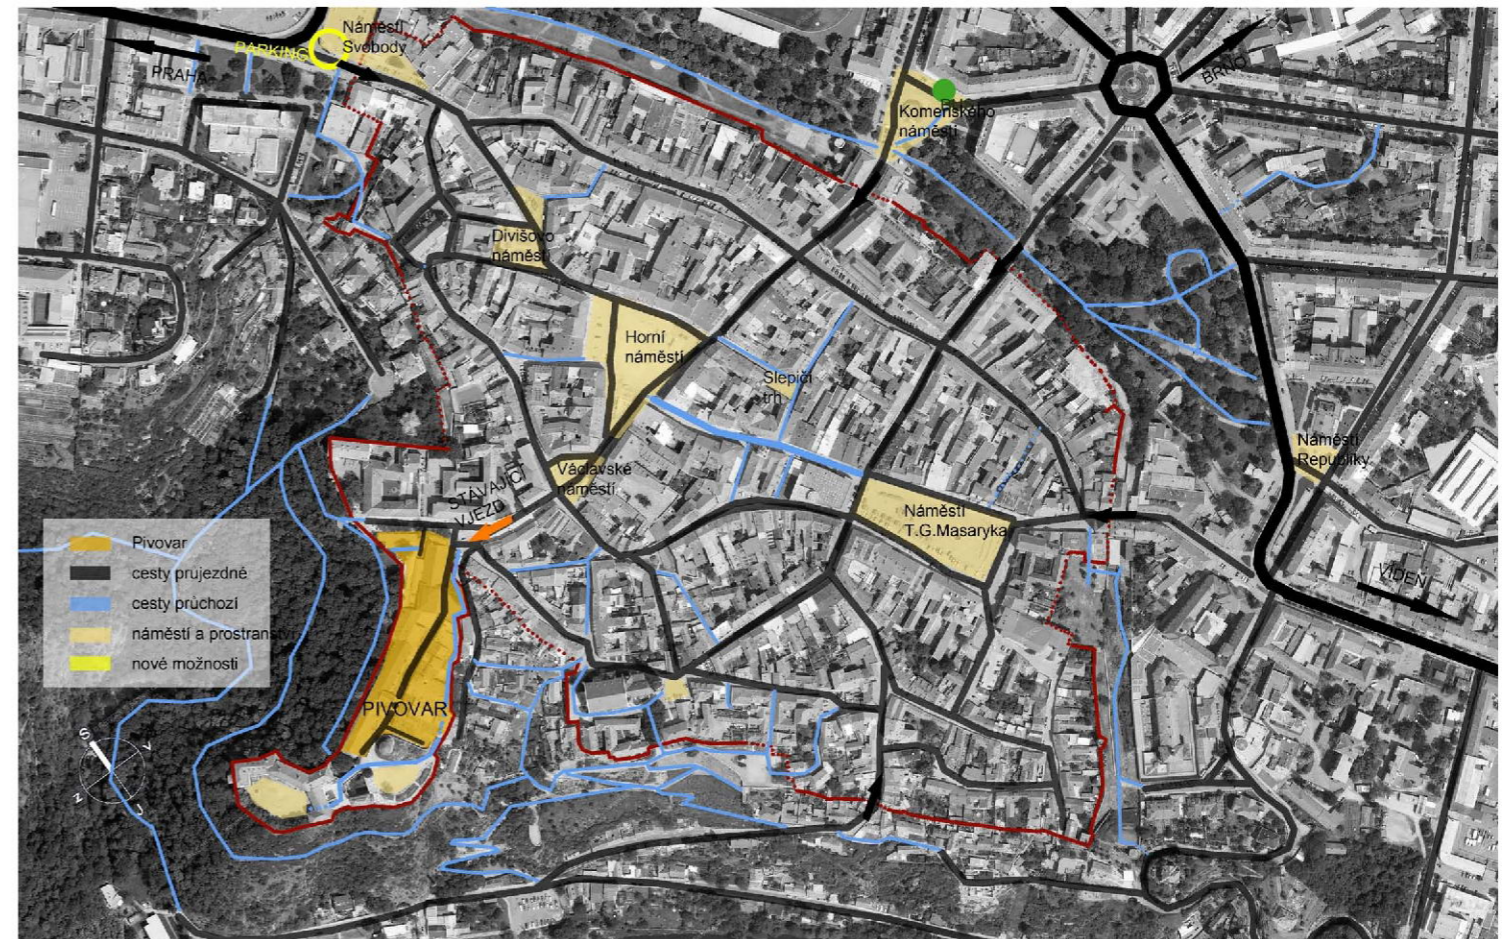 Náměstí
Svobody
PARKING
PRAHA
BRNO
Komenského
náměstí
Divišovo
náměstí
Horní
náměstí
Slepičí
trh
Václavské
náměstí
STÁVAJÍCÍ
VJEZD
Náměstí
T.G.Masaryka
Náměstí
Republiky
VÍDEŇ
Pivovar
cesty průjezdné
cesty průchozí
náměstí a prostranství
nové možnosti
PIVOVAR
S
V
Z
J